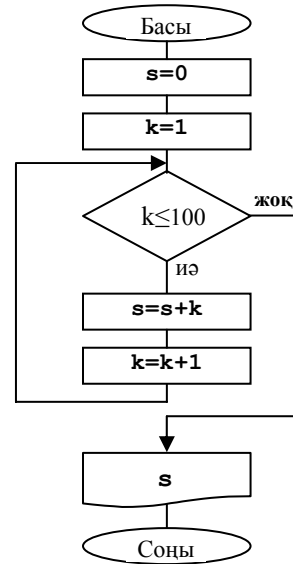 Басы
s=0
k=1
k≤100
жоқ
иә
s=s+k
k=k+1
s
Соңы